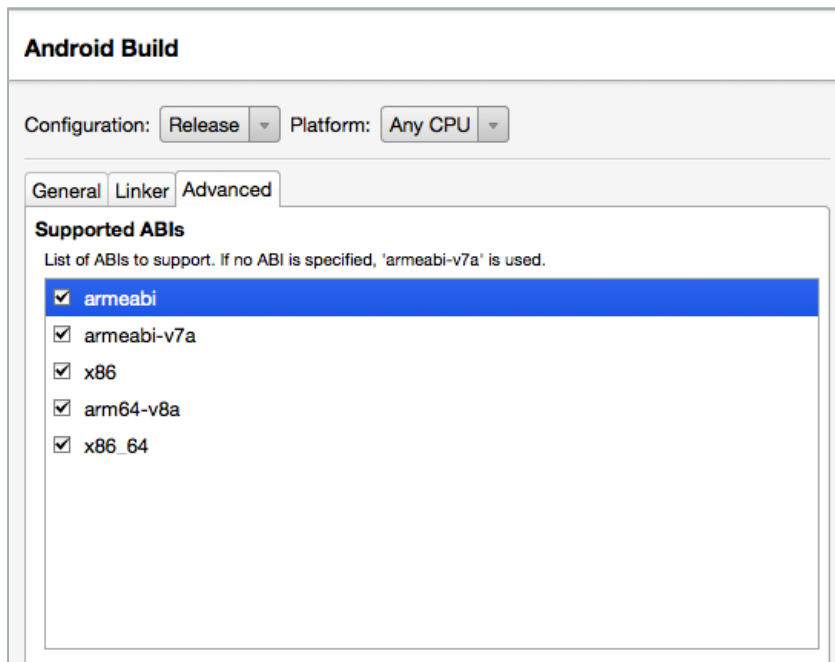 Android Build
Configuration: Release Platform: Any CPU
General Linker Advanced
Supported ABIs
List of ABIs to support. If no ABI is specified, 'armeabi-v7a' is used.
armeabi
armeabi-v7a
x86
arm64-v8a
x86_64